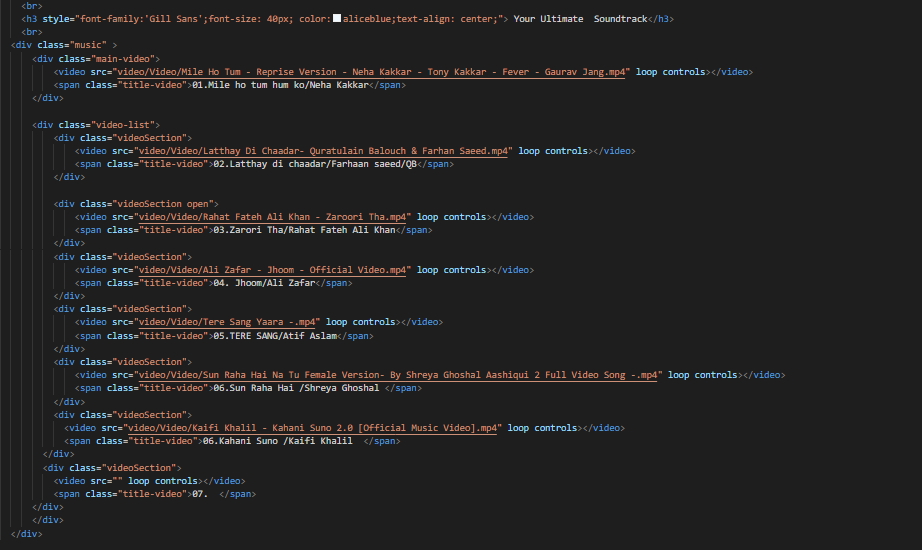 <br>
<h3 style="font-family:'Gill Sans';font-size: 40px; color:aliceblue;text-align: center;"> Your Ultimate  Soundtrack</h3>
<br>
<div class="music" >
<div class="main-video">
<video src="video/Video/Mile Ho Tum - Reprise Version - Neha Kakkar - Tony Kakkar - Fever - Gaurav Jang.mp4" loop controls></video>
<span class="title-video">01.Mile ho tum hum ko/Neha Kakkar</span>
</div>
<div class="video-list">
<div class="videoSection">
<video src="video/Video/Latthay Di Chaadar- Quratulain Balouch & Farhan Saeed.mp4" loop controls></video>
<span class="title-video">02.Latthay di chaadar/Farhaan saeed/QB</span>
</div>
<div class="videoSection open">
<video src="video/Video/Rahat Fateh Ali Khan - Zaroori Tha.mp4" loop controls></video>
<span class="title-video">03.Zarori Tha/Rahat Fateh Ali Khan</span>
</div>
<div class="videoSection">
<video src="video/Video/Ali Zafar - Jhoom - Official Video.mp4" loop controls></video>
<span class="title-video">04. Jhoom/Ali Zafar</span>
</div>
<div class="videoSection">
<video src="video/Video/Tere Sang Yaara -.mp4" loop controls></video>
<span class="title-video">05.TERE SANG/Atif Aslam</span>
</div>
<div class="videoSection">
<video src="video/Video/Sun Raha Hai Na Tu Female Version- By Shreya Ghoshal Aashiqui 2 Full Video Song -.mp4" loop controls></video>
<span class="title-video">06.Sun Raha Hai /Shreya Ghoshal </span>
</div>
<div class="videoSection">
<video src="video/Video/Kaifi Khalil - Kahani Suno 2.0 [Official Music Video].mp4" loop controls></video>
<span class="title-video">06.Kahani Suno /Kaifi Khalil  </span>
</div>
<div class="videoSection">
<video src="" loop controls></video>
<span class="title-video">07.  </span>
</div>
</div>
</div>